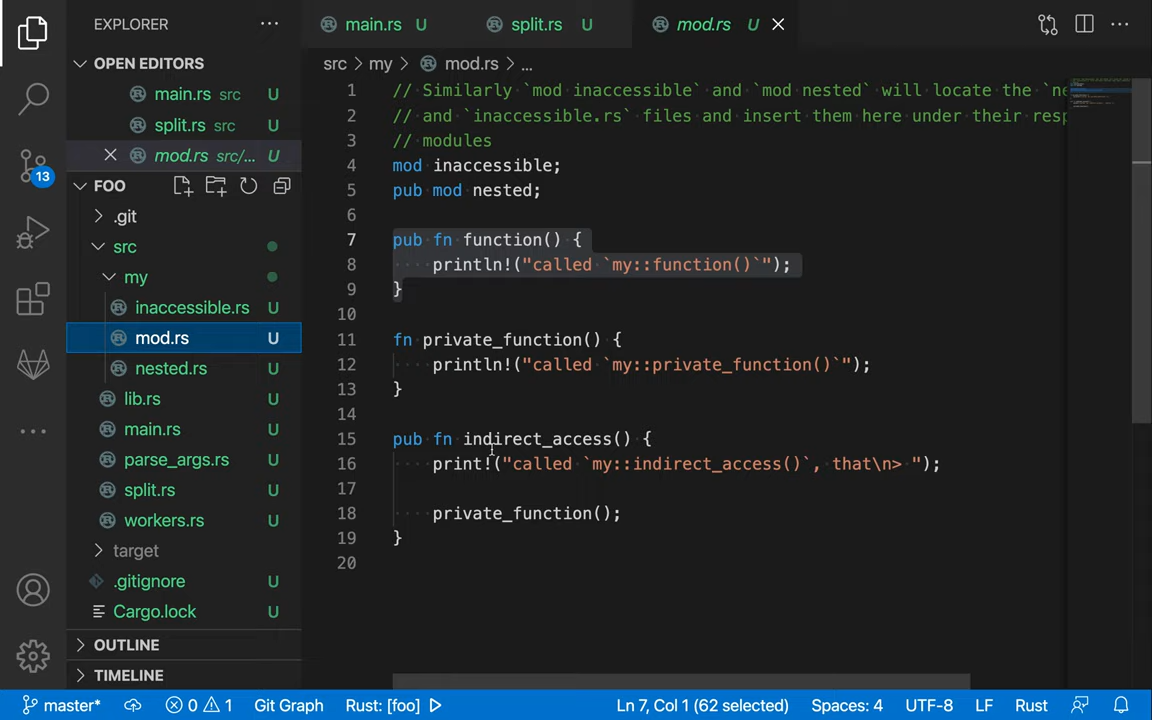 EXPLORER
OPEN EDITORS
main.rs src U
split.rs src U
mod.rs src/... U
FOO
.git
src
my
inaccessible.rs U
mod.rs U
nested.rs U
lib.rs U
main.rs U
parse_args.rs U
split.rs U
workers.rs U
target
.gitignore U
Cargo.lock U
OUTLINE
TIMELINE
13
main.rs U split.rs U mod.rs U
src > my > mod.rs > ...
1 // Similarly `mod inaccessible` and `mod nested` will locate the `ne
2 // and `inaccessible.rs` files and insert them here under their resp
3 // modules
4 mod inaccessible;
5 pub mod nested;
6
7 pub fn function() {
8 println!("called `my::function()`");
9 }
10
11 fn private_function() {
12 println!("called `my::private_function()`");
13 }
14
15 pub fn indirect_access() {
16 print!("called `my::indirect_access()`, that\n> ");
17
18 private_function();
19 }
20
master* 0 1 Git Graph Rust: [foo] Ln 7, Col 1 (62 selected) Spaces: 4 UTF-8 LF Rust